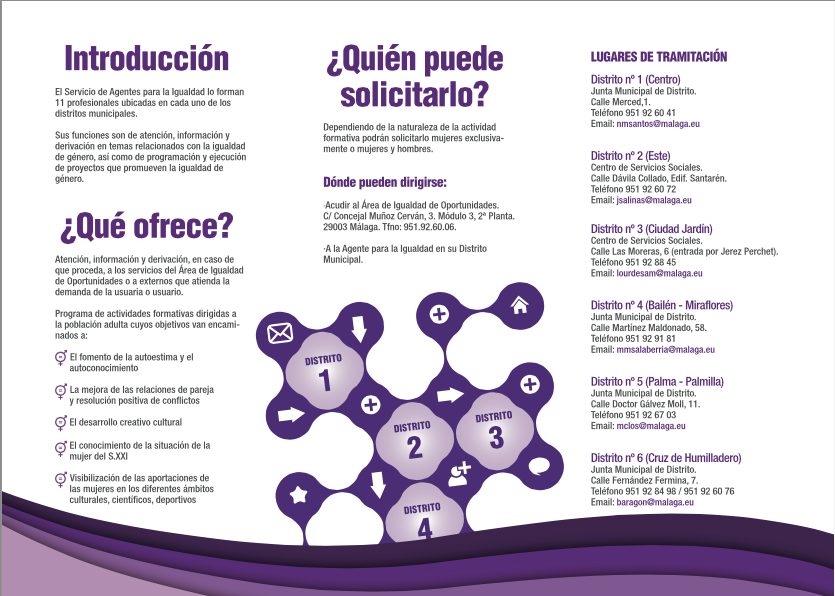 Introducción
El Servicio de Agentes para la Igualdad lo forman
11 profesionales ubicadas en cada uno de los
distritos municipales.
Sus funciones son de atención, información y
derivación en temas relacionados con la igualdad
de género, así como de programación y ejecución
de proyectos que promueven la igualdad de
género.
¿Qué ofrece?
Atención, información y derivación, en caso de
que proceda, a los servicios del Área de Igualdad
de Oportunidades o a externos que atienda la
demanda de la usuaria o usuario.
Programa de actividades formativas dirigidas a
la población adulta cuyos objetivos van encami-
nados a:
El fomento de la autoestima y el
autoconocimiento
La mejora de las relaciones de pareja
y resolución positiva de conflictos
El desarrollo creativo cultural
El conocimiento de la situación de la
mujer del S.XXI
Visibilización de las aportaciones de
las mujeres en los diferentes ámbitos
culturales, científicos, deportivos
¿Quién puede
solicitarlo?
Dependiendo de la naturaleza de la actividad
formativa podrán solicitarlo mujeres exclusiva-
mente o mujeres y hombres.
Dónde pueden dirigirse:
·Acudir al Área de Igualdad de Oportunidades.
C/ Concejal Muñoz Cerván, 3. Módulo 3, 2ª Planta.
29003 Málaga. Tfno: 951.92.60.06.
·A la Agente para la Igualdad en su Distrito
Municipal.
DISTRITO
1
DISTRITO
2
DISTRITO
3
DISTRITO
4
LUGARES DE TRAMITACIÓN
Distrito nº 1 (Centro)
Junta Municipal de Distrito.
Calle Merced,1.
Teléfono 951 92 60 41
Email: nmsantos@malaga.eu
Distrito nº 2 (Este)
Centro de Servicios Sociales.
Calle Dávila Collado, Edif. Santarén.
Teléfono 951 92 60 72
Email: jsalinas@malaga.eu
Distrito nº 3 (Ciudad Jardín)
Centro de Servicios Sociales.
Calle Las Moreras, 6 (entrada por Jerez Perchet).
Teléfono 951 92 88 45
Email: lourdesam@malaga.eu
Distrito nº 4 (Bailén - Miraflores)
Junta Municipal de Distrito.
Calle Martínez Maldonado, 58.
Teléfono 951 92 91 81
Email: mmsalaberria@malaga.eu
Distrito nº 5 (Palma - Palmilla)
Junta Municipal de Distrito.
Calle Doctor Gálvez Moll, 11.
Teléfono 951 92 67 03
Email: mclos@malaga.eu
Distrito nº 6 (Cruz de Humilladero)
Junta Municipal de Distrito.
Calle Fernández Fermina, 7.
Teléfono 951 92 84 98 / 951 92 60 76
Email: baragon@malaga.eu